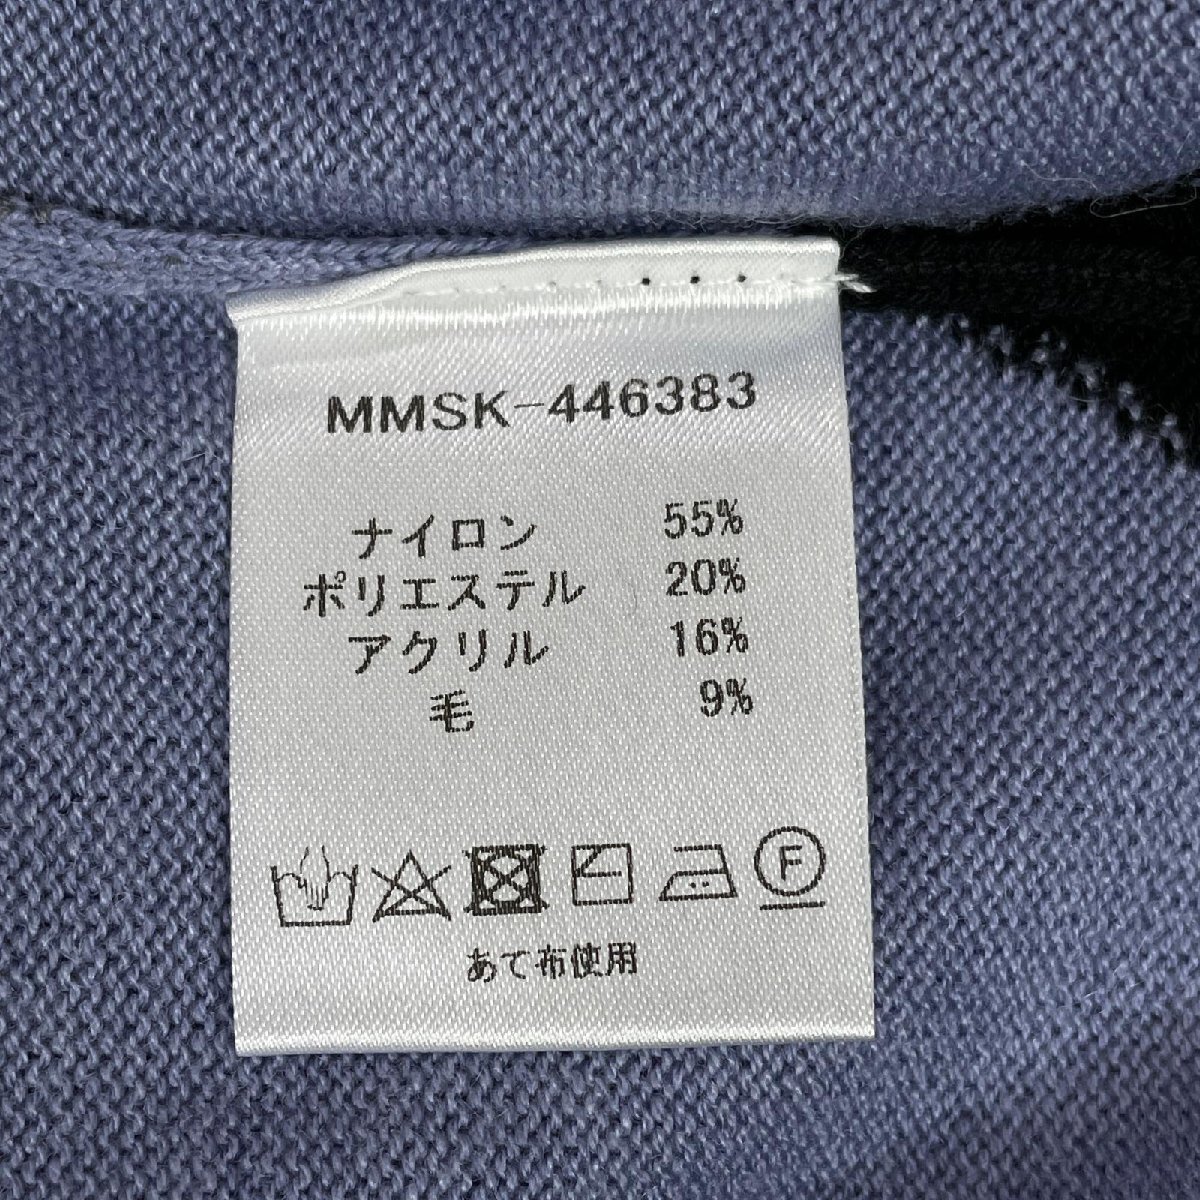 MMSK-446383
ナイロン 55%
ポリエステル 20%
アクリル 16%
毛 9%
F
あて布使用